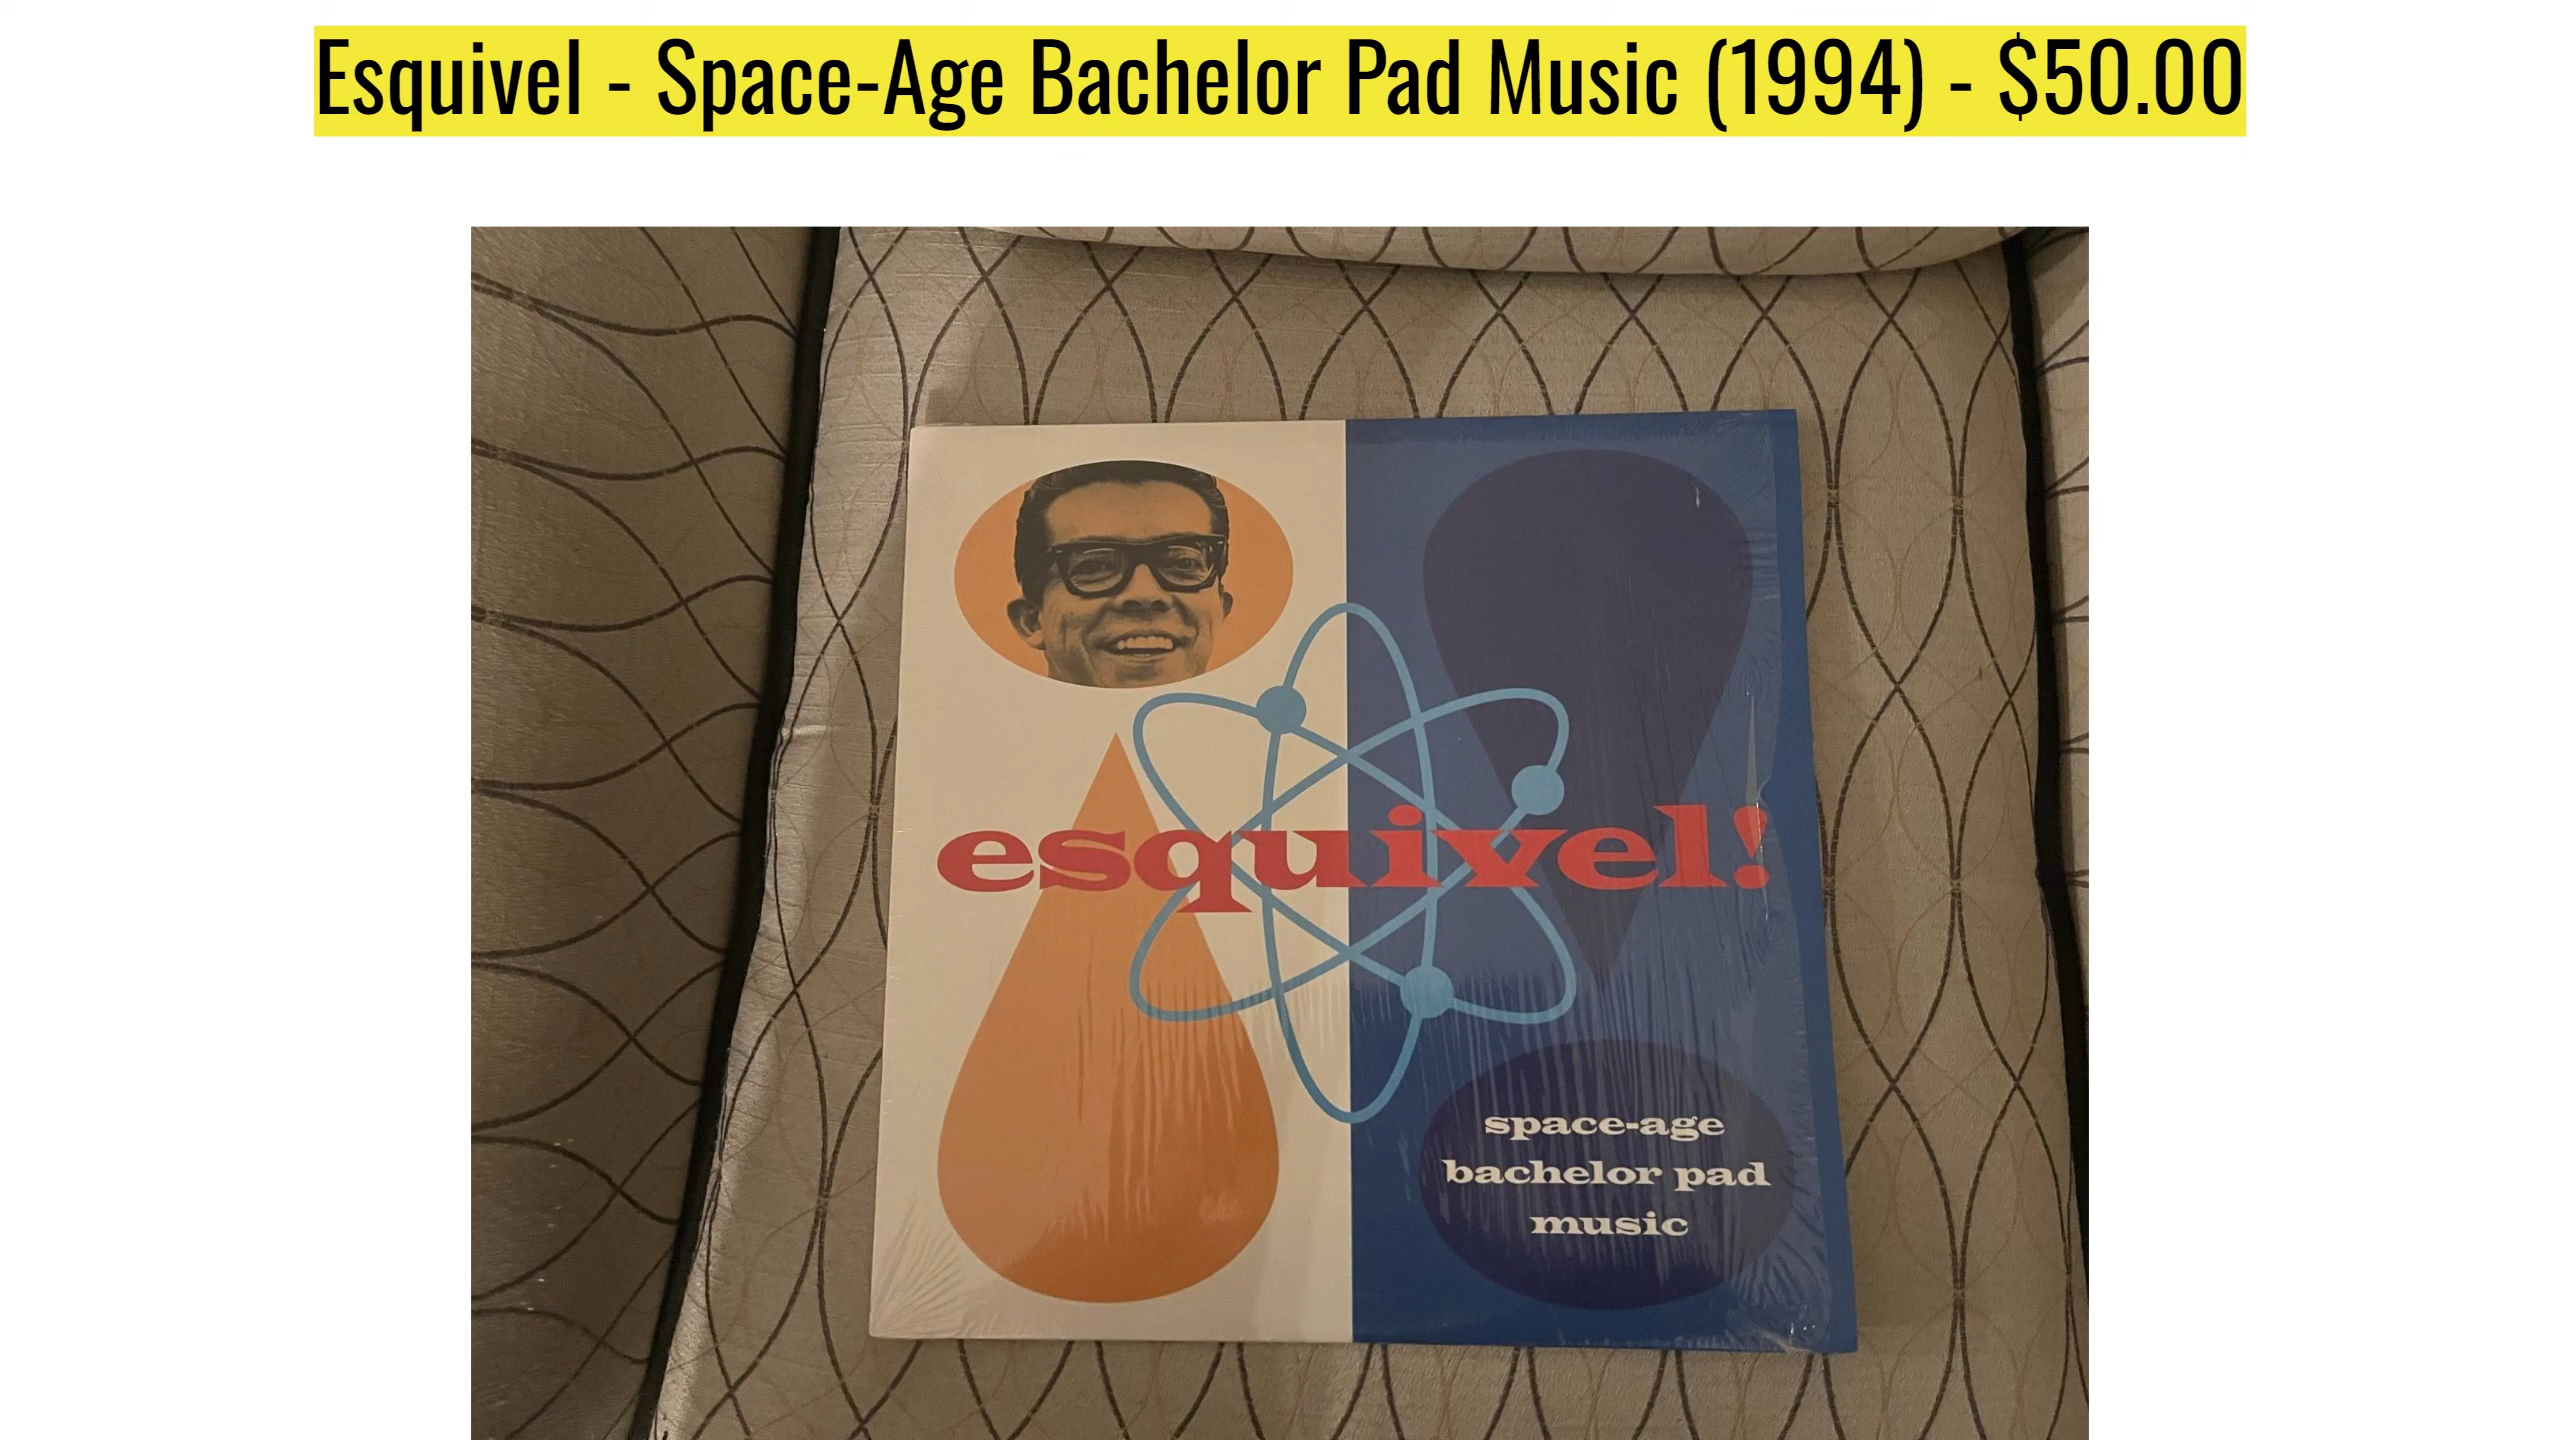 Esquivel - Space-Age Bachelor Pad Music (1994) - $50.00
esquivel!
space-age
bachelor pad
music